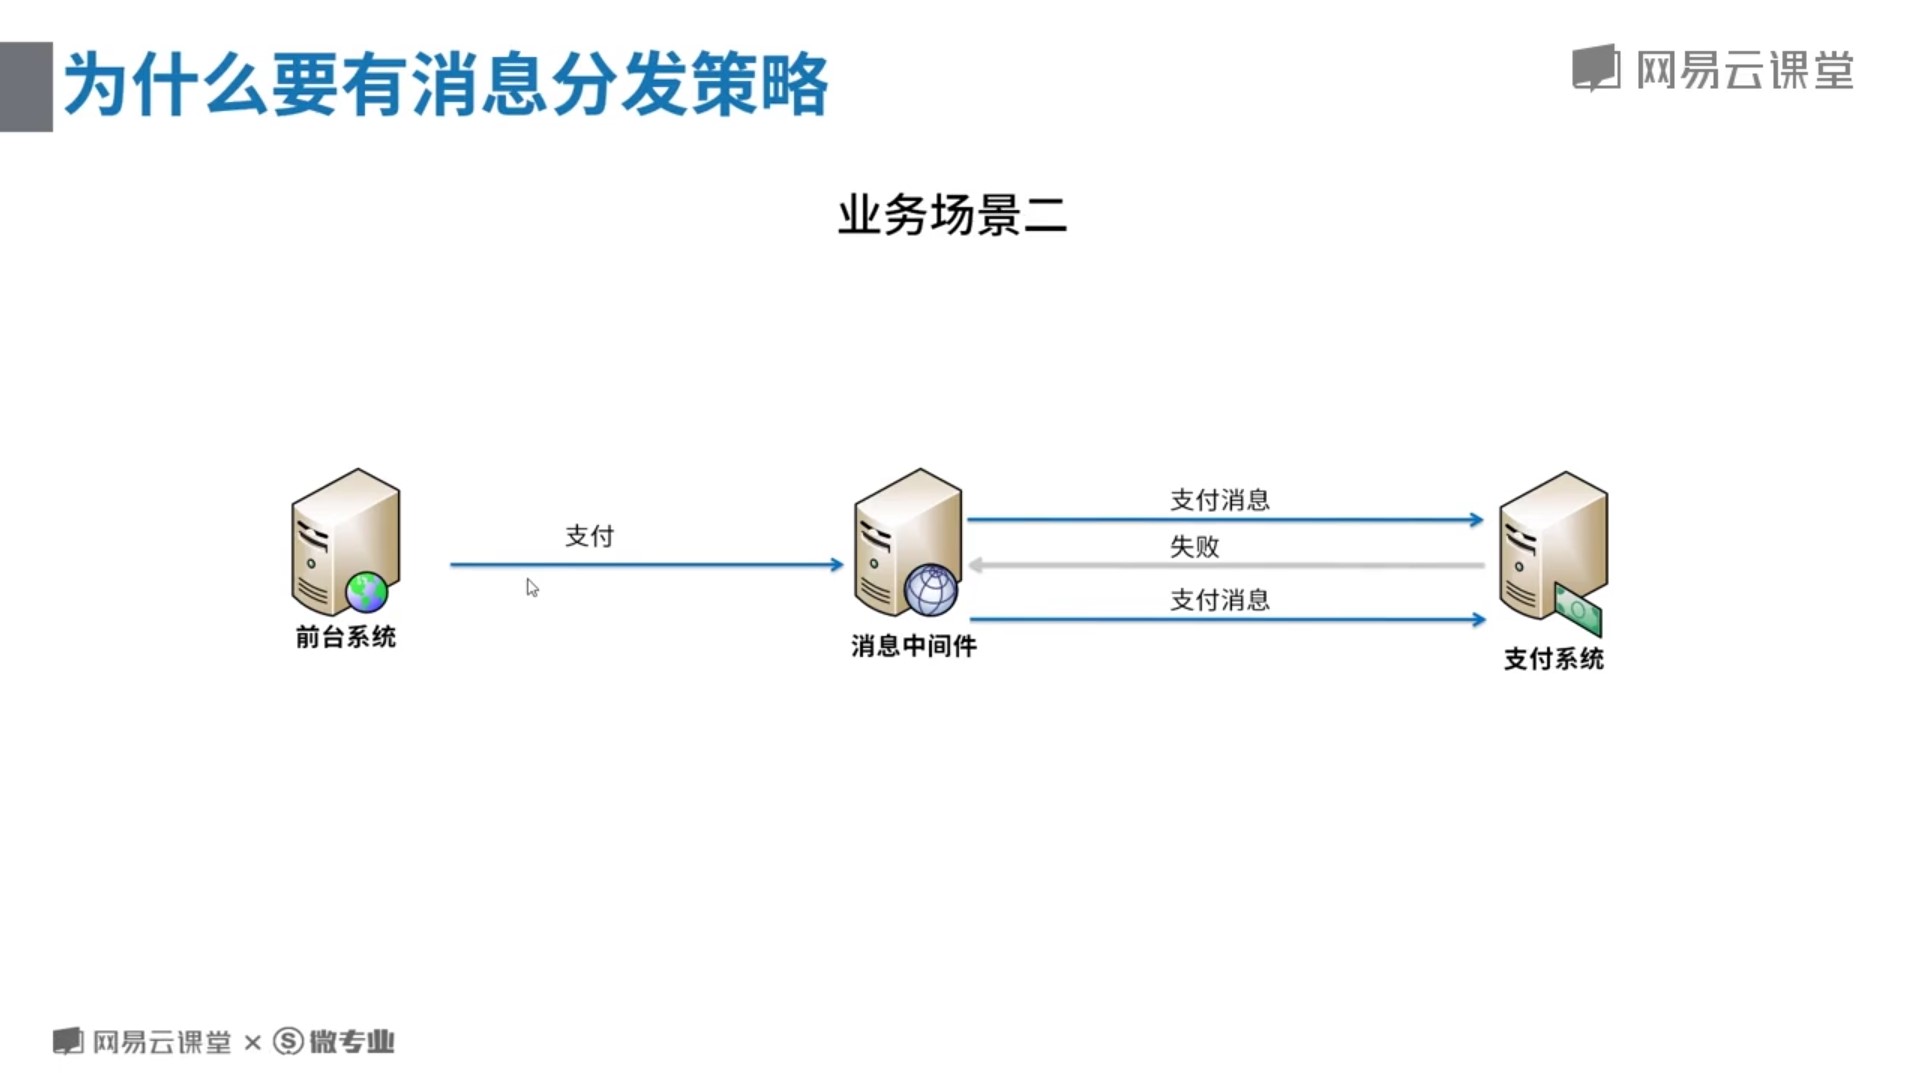 为什么要有消息分发策略
网易云课堂
业务场景二
支付
支付消息
失败
支付消息
前台系统
消息中间件
支付系统
网易云课堂 × S 微专业